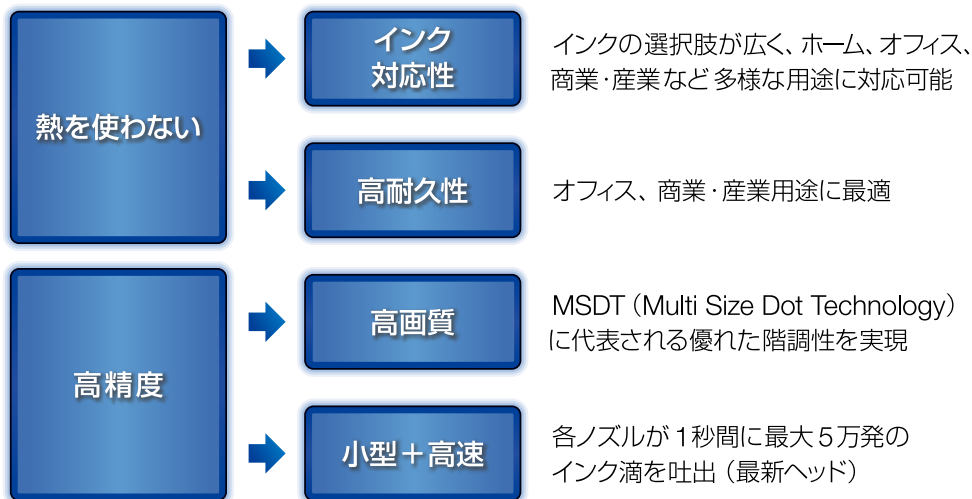 熱を使わない
インク
対応性
インクの選択肢が広く、ホーム、オフィス、
商業・産業など多様な用途に対応可能
高耐久性
オフィス、商業・産業用途に最適
高精度
高画質
MSDT（Multi Size Dot Technology）
に代表される優れた階調性を実現
小型＋高速
各ノズルが1秒間に最大5万発の
インク滴を吐出（最新ヘッド）